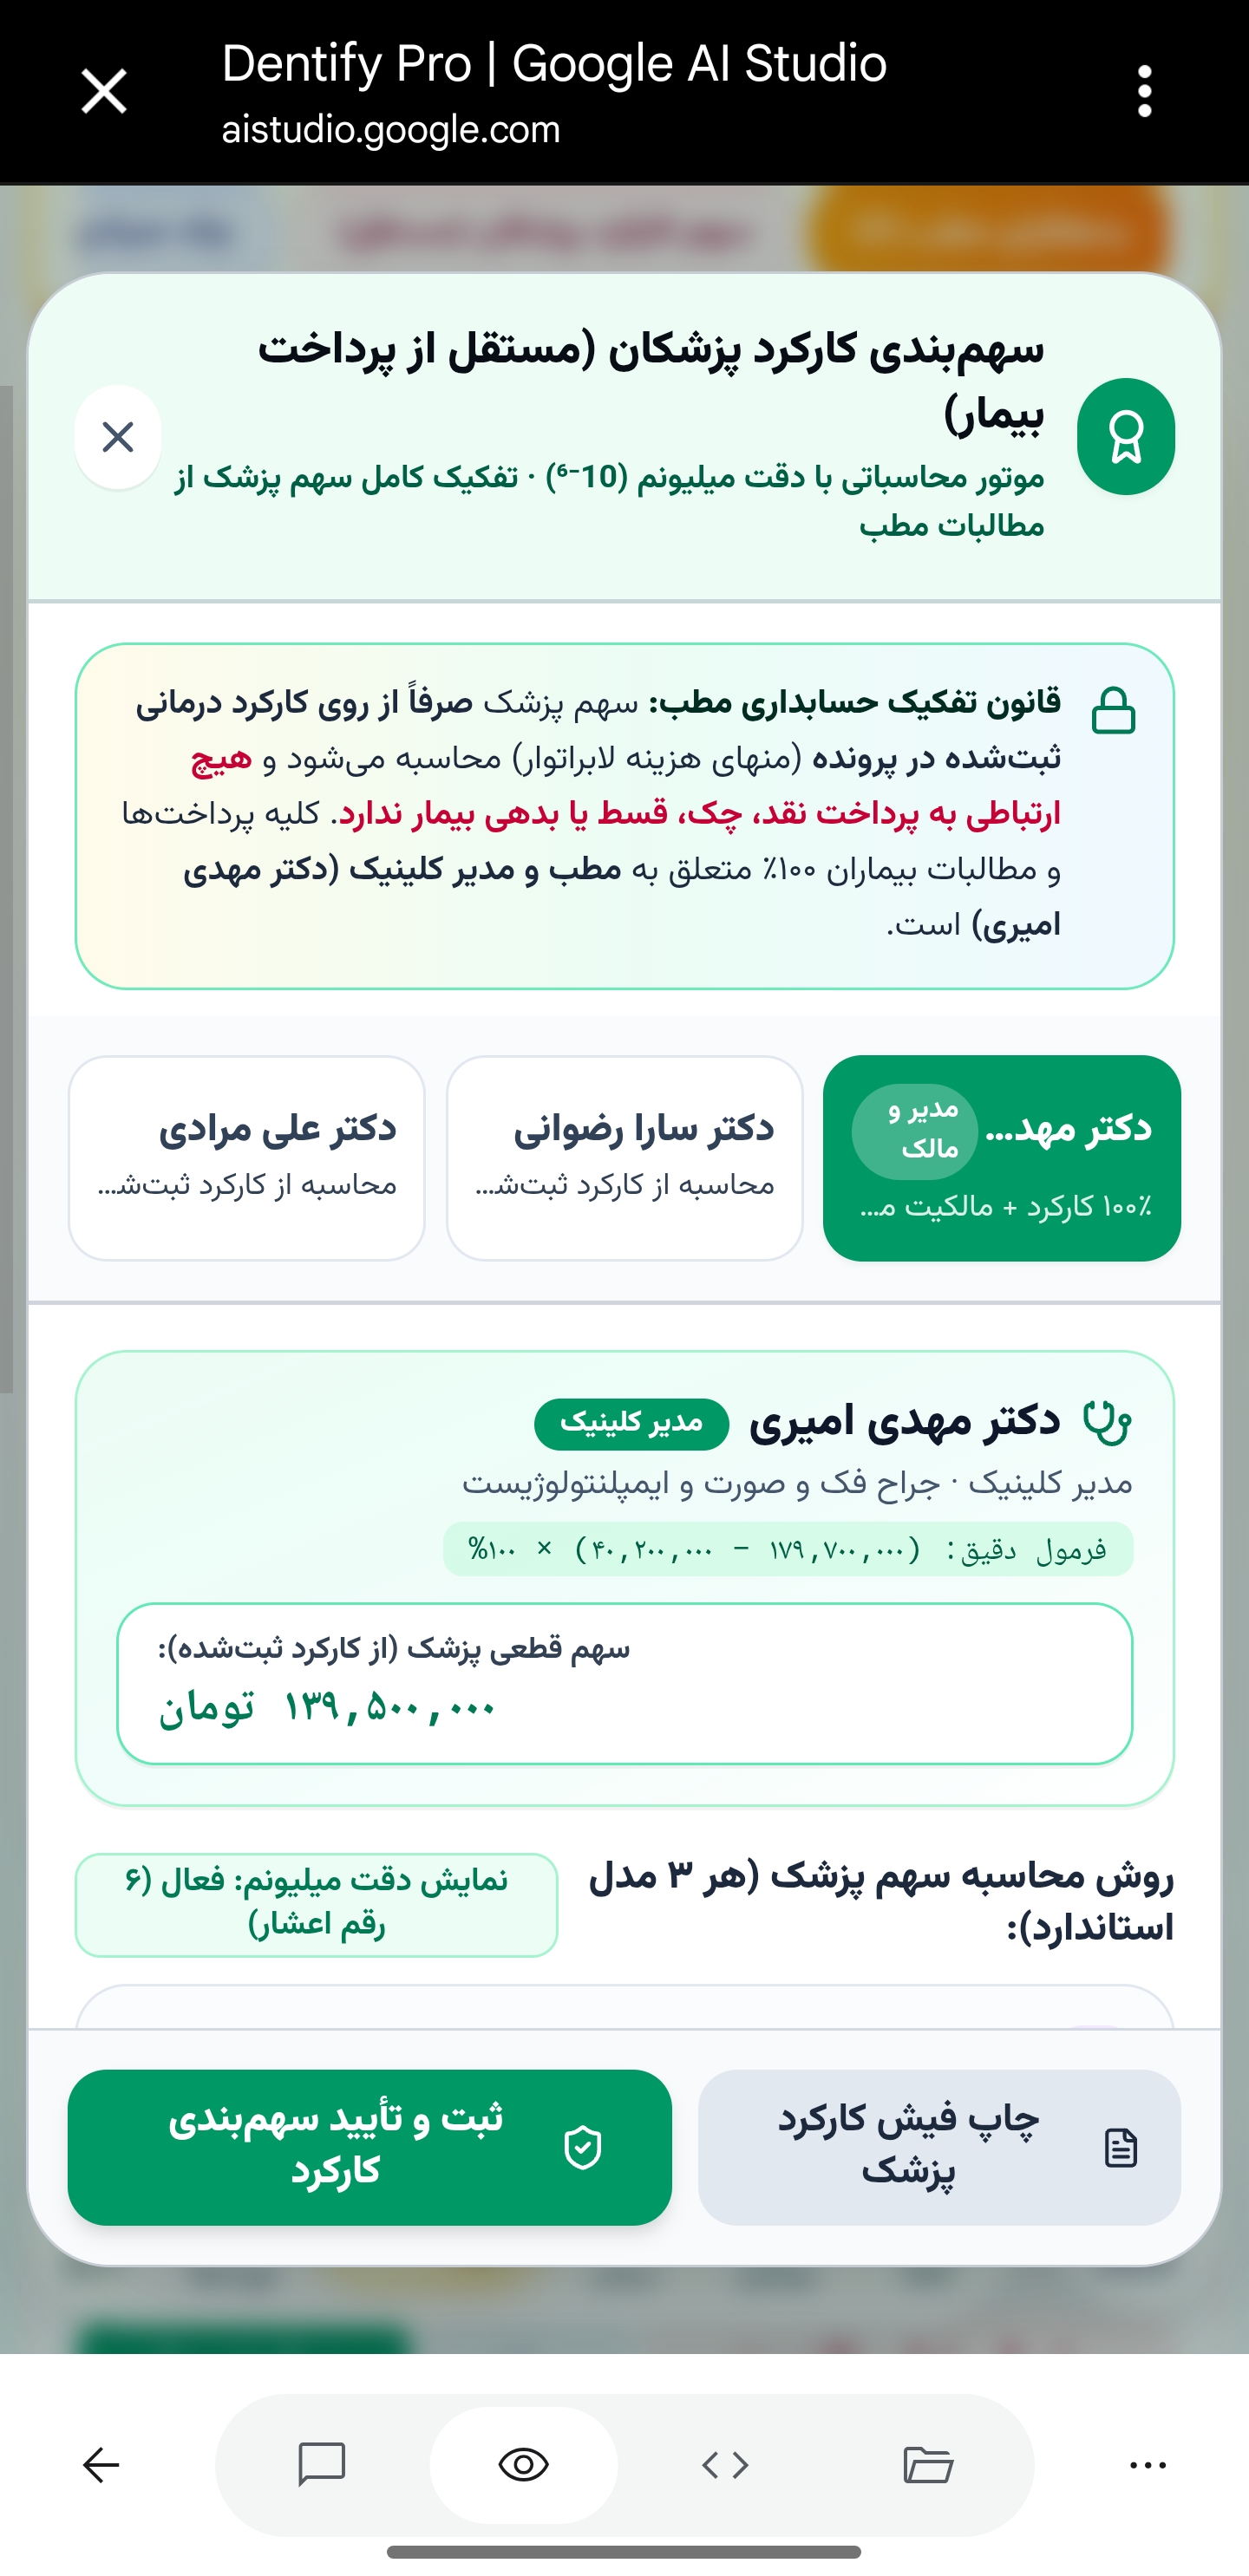 Dentify Pro | Google AI Studio
aistudio.google.com
سهم‌بندی کارکرد پزشکان (مستقل از پرداخت
بیمار)
موتور محاسباتی با دقت میلیونم (10⁻⁶) · تفکیک کامل سهم پزشک از
مطالبات مطب
قانون تفکیک حسابداری مطب: سهم پزشک صرفاً از روی کارکرد درمانی
ثبت‌شده در پرونده (منهای هزینه لابراتوار) محاسبه می‌شود و هیچ
ارتباطی به پرداخت نقد، چک، قسط یا بدهی بیمار ندارد. کلیه پرداخت‌ها
و مطالبات بیماران ۱۰۰٪ متعلق به مطب و مدیر کلینیک (دکتر مهدی
امیری) است.
دکتر مهد...
مدیر و
مالک
۱۰۰٪ کارکرد + مالکیت م...
دکتر سارا رضوانی
محاسبه از کارکرد ثبت‌ش...
دکتر علی مرادی
محاسبه از کارکرد ثبت‌ش...
دکتر مهدی امیری مدیر کلینیک
مدیر کلینیک · جراح فک و صورت و ایمپلنتولوژیست
فرمول دقیق: (۱۷۹,۷۰۰,۰۰۰ − ۴۰,۲۰۰,۰۰۰) × ۱۰۰%
سهم قطعی پزشک (از کارکرد ثبت‌شده):
۱۳۹,۵۰۰,۰۰۰ تومان
روش محاسبه سهم پزشک (هر ۳ مدل
استاندارد):
نمایش دقت میلیونم: فعال (۶
رقم اعشار)
چاپ فیش کارکرد
پزشک
ثبت و تأیید سهم‌بندی
کارکرد